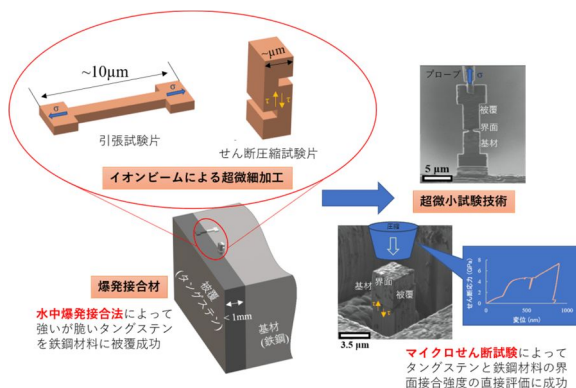 ~10μm
~μm
σ
σ
τ
τ
引張試験片
せん断圧縮試験片
イオンビームによる超微細加工
プローブ
σ
被覆
界面
基材
5 μm
超微小試験技術
爆発接合材
水中爆発接合法によって
強いが脆いタングステン
を鉄鋼材料に被覆成功
被覆
(タングステン)
<1mm
基材
(鉄鋼)
圧縮
基材
界面
被覆
τ
τ
3.5 μm
せん断応力 (GPa)
8
6
4
2
0
0
500
1000
変位 (nm)
マイクロせん断試験によって
タングステンと鉄鋼材料の界
面接合強度の直接評価に成功